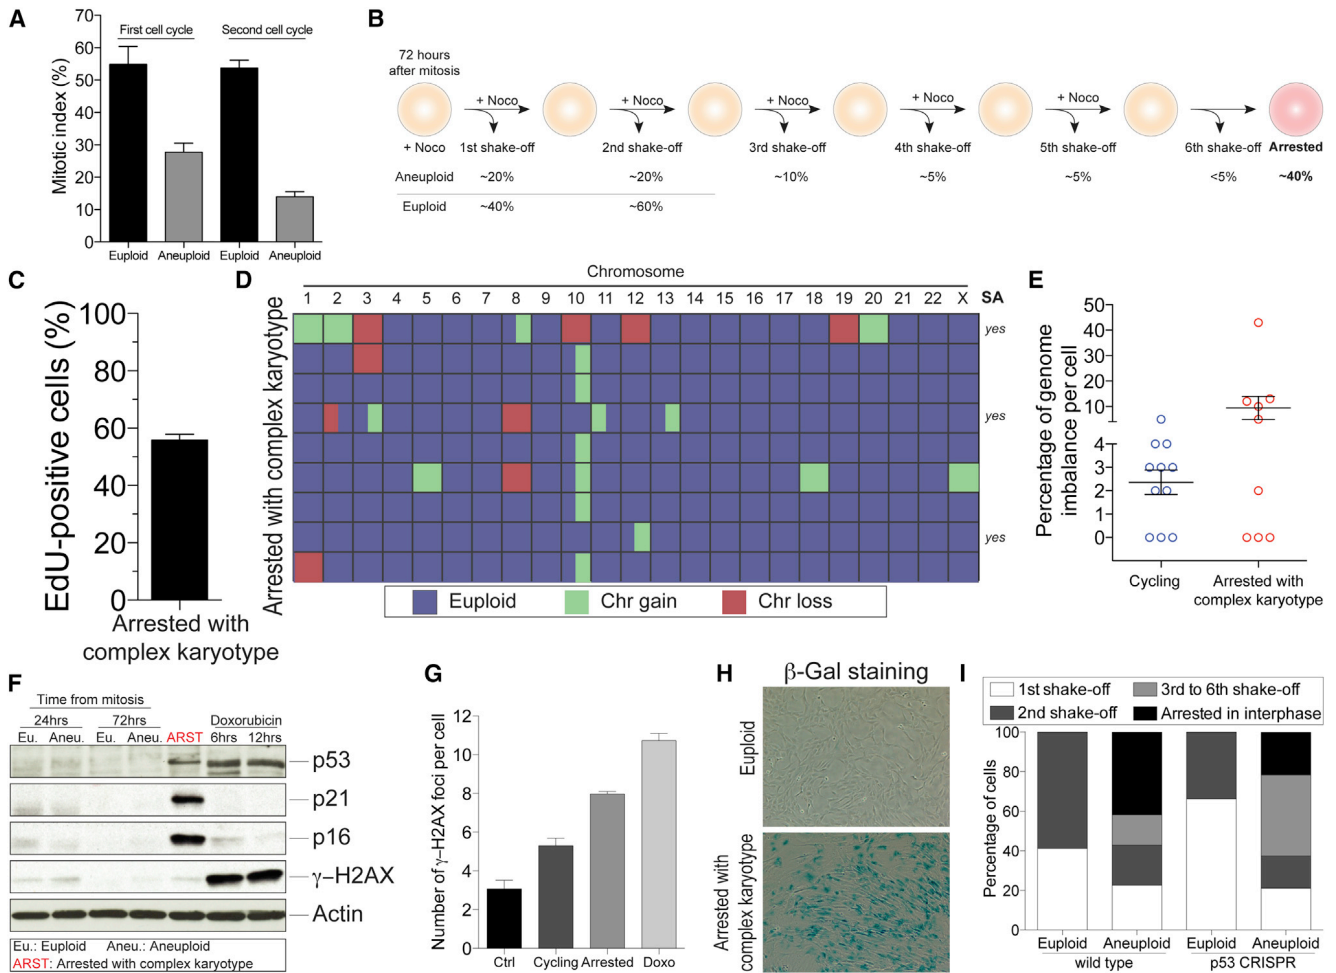 A
Mitotic index (%)
70
60
50
40
30
20
10
0
First cell cycle
Second cell cycle
Euploid
Aneuploid
Euploid
Aneuploid
B
72 hours
after mitosis
+ Noco
+ Noco
+ Noco
+ Noco
+ Noco
+ Noco
1st shake-off
2nd shake-off
3rd shake-off
4th shake-off
5th shake-off
6th shake-off
Arrested
Aneuploid
~20%
~20%
~10%
~5%
~5%
<5%
~40%
Euploid
~40%
~60%
C
EdU-positive cells (%)
100
80
60
40
20
0
Arrested with
complex karyotype
D
Chromosome
1 2 3 4 5 6 7 8 9 10 11 12 13 14 15 16 17 18 19 20 21 22 X SA
Arrested with complex karyotype
yes
yes
yes
Euploid
Chr gain
Chr loss
E
Percentage of genome
imbalance per cell
50
40
30
20
10
4
3
2
1
0
Cycling
Arrested with
complex karyotype
F
Time from mitosis
24hrs
72hrs
Doxorubicin
Eu. Aneu. Eu. Aneu. ARST 6hrs 12hrs
p53
p21
p16
γ–H2AX
Actin
Eu.: Euploid Aneu.: Aneuploid
ARST: Arrested with complex karyotype
G
Number of γ–H2AX foci per cell
12
10
8
6
4
2
0
Ctrl
Cycling
Arrested
Doxo
H
β-Gal staining
Euploid
Arrested with
complex karyotype
I
1st shake-off
3rd to 6th shake-off
2nd shake-off
Arrested in interphase
Percentage of cells
100
80
60
40
20
0
Euploid
Aneuploid
Euploid
Aneuploid
wild type
p53 CRISPR